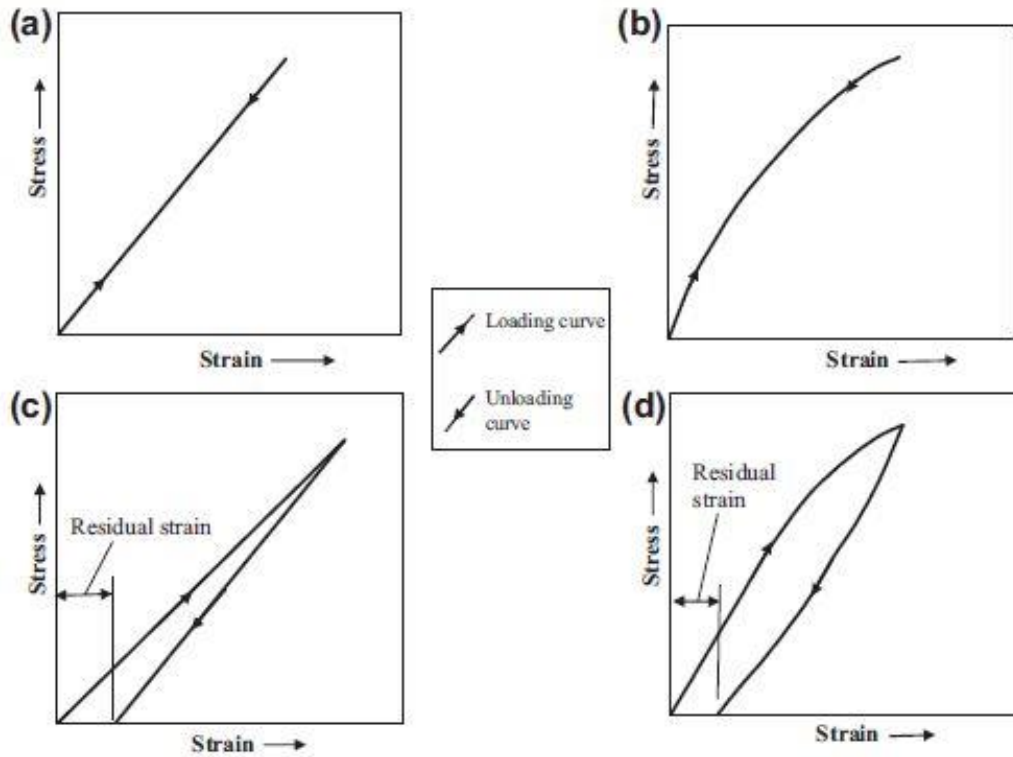 (a)
Stress
Strain
(b)
Stress
Strain
Loading curve
Unloading
curve
(c)
Stress
Residual strain
Strain
(d)
Stress
Residual
strain
Strain